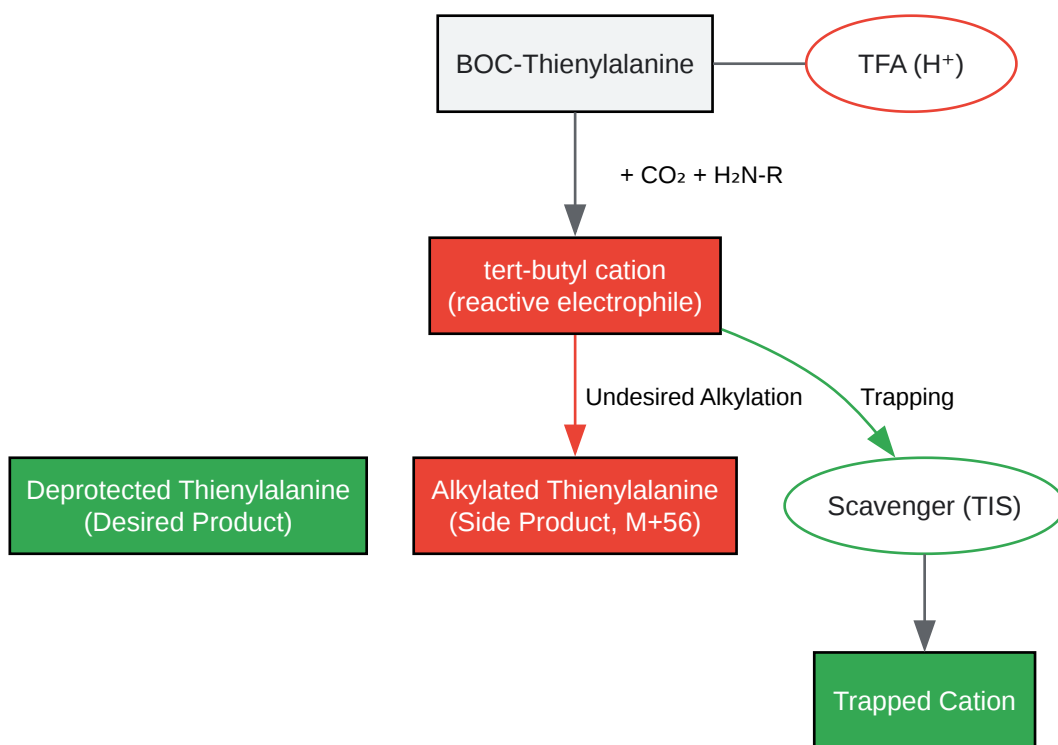 BOC-Thienylalanine
TFA (H⁺)
+ CO₂ + H₂N-R
tert-butyl cation
(reactive electrophile)
Undesired Alkylation
Trapping
Deprotected Thienylalanine
(Desired Product)
Alkylated Thienylalanine
(Side Product, M+56)
Scavenger (TIS)
Trapped Cation